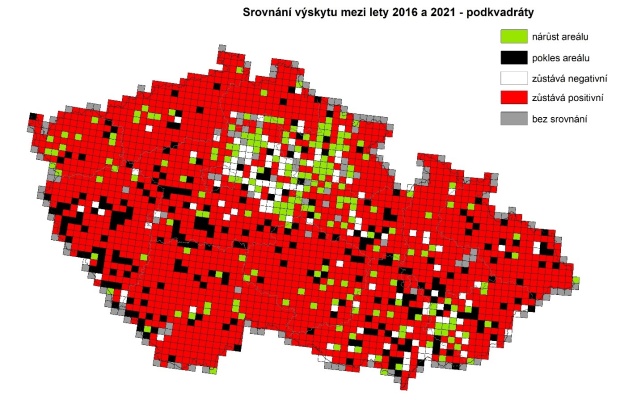 Srovnání výskytu mezi lety 2016 a 2021 - podkvadráty
nárůst areálu
pokles areálu
zůstává negativní
zůstává positivní
bez srovnání